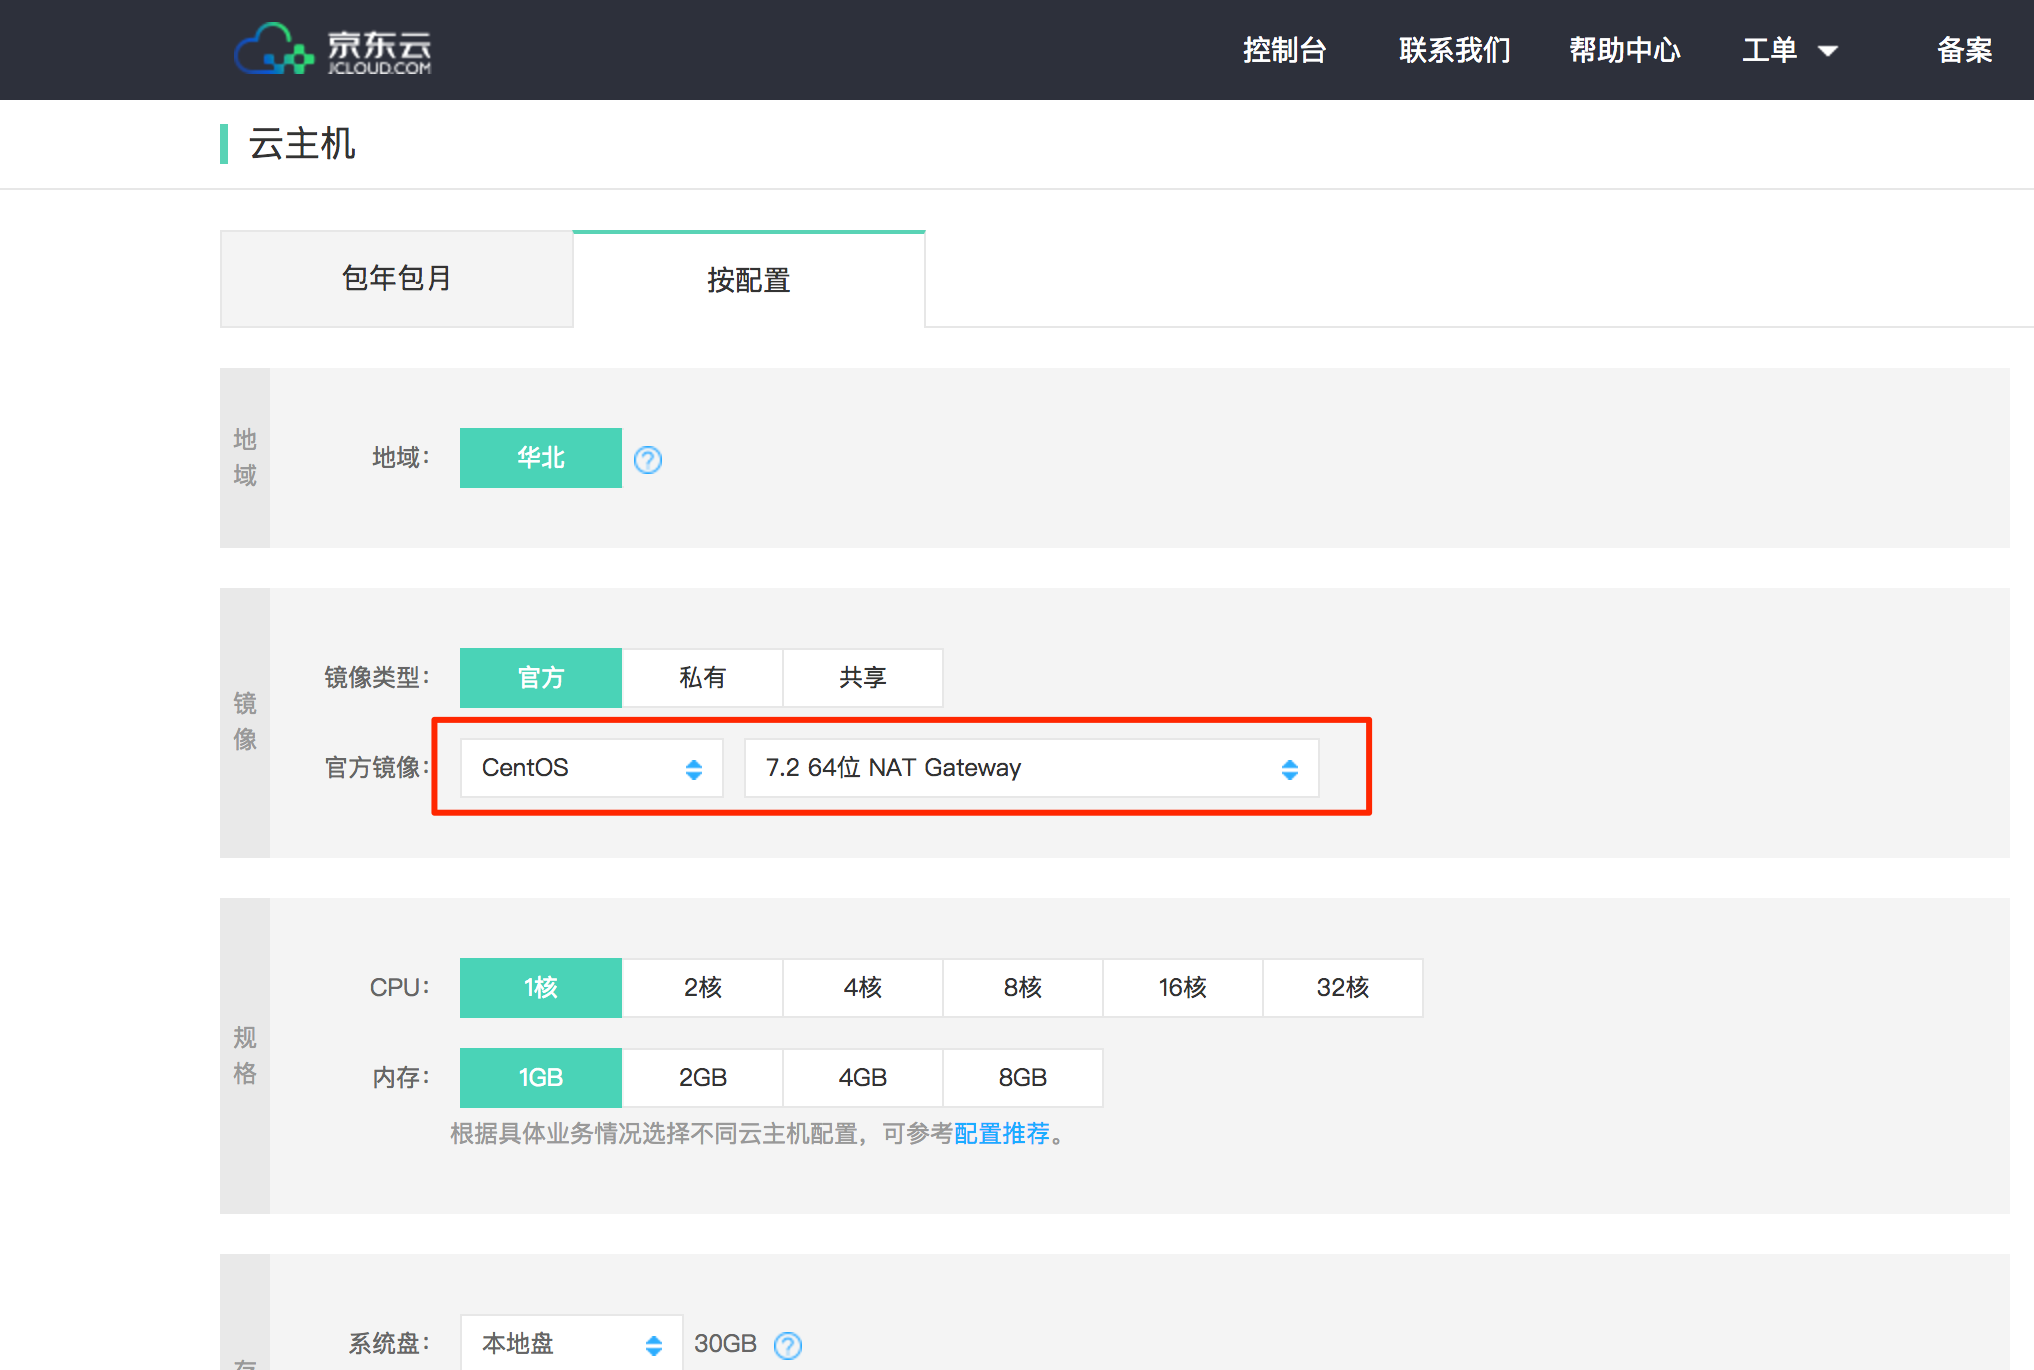 京东云
JCLOUD.COM
控制台 联系我们 帮助中心 工单 备案
云主机
包年包月 按配置
地域
地域： 华北 ?
镜像
镜像类型： 官方 私有 共享
官方镜像： CentOS 7.2 64位 NAT Gateway
规格
CPU： 1核 2核 4核 8核 16核 32核
内存： 1GB 2GB 4GB 8GB
根据具体业务情况选择不同云主机配置，可参考配置推荐。
系统盘： 本地盘 30GB ?